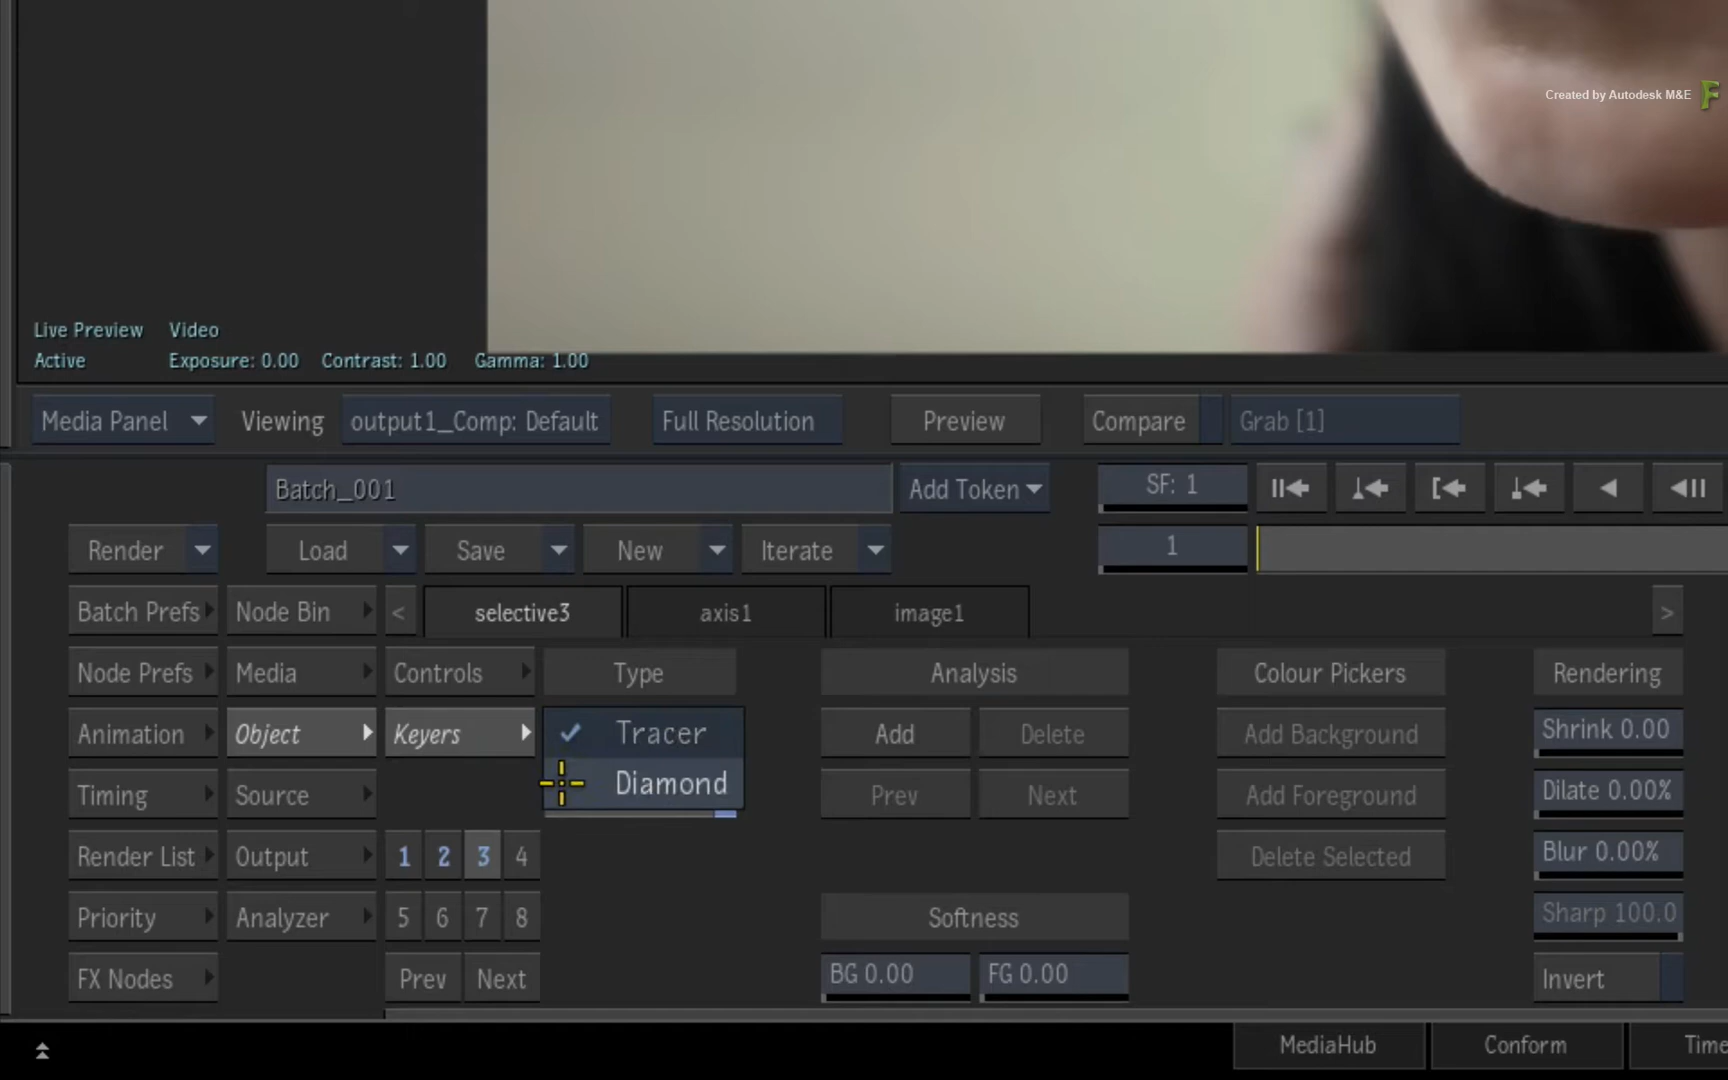 Created by Autodesk M&E
Live Preview Video
Active Exposure: 0.00 Contrast: 1.00 Gamma: 1.00
Media Panel Viewing output1_Comp: Default Full Resolution Preview Compare Grab [1]
Batch_001 Add Token SF: 1
Render Load Save New Iterate 1
Batch Prefs Node Bin < selective3 axis1 image1 >
Node Prefs Media Controls Type Analysis Colour Pickers Rendering
Animation Object Keyers Tracer Add Delete Add Background Shrink 0.00
Diamond
Timing Source Prev Next Add Foreground Dilate 0.00%
Render List Output 1 2 3 4 Delete Selected Blur 0.00%
Priority Analyzer 5 6 7 8 Softness Sharp 100.0
FX Nodes Prev Next BG 0.00 FG 0.00 Invert
MediaHub Conform Time